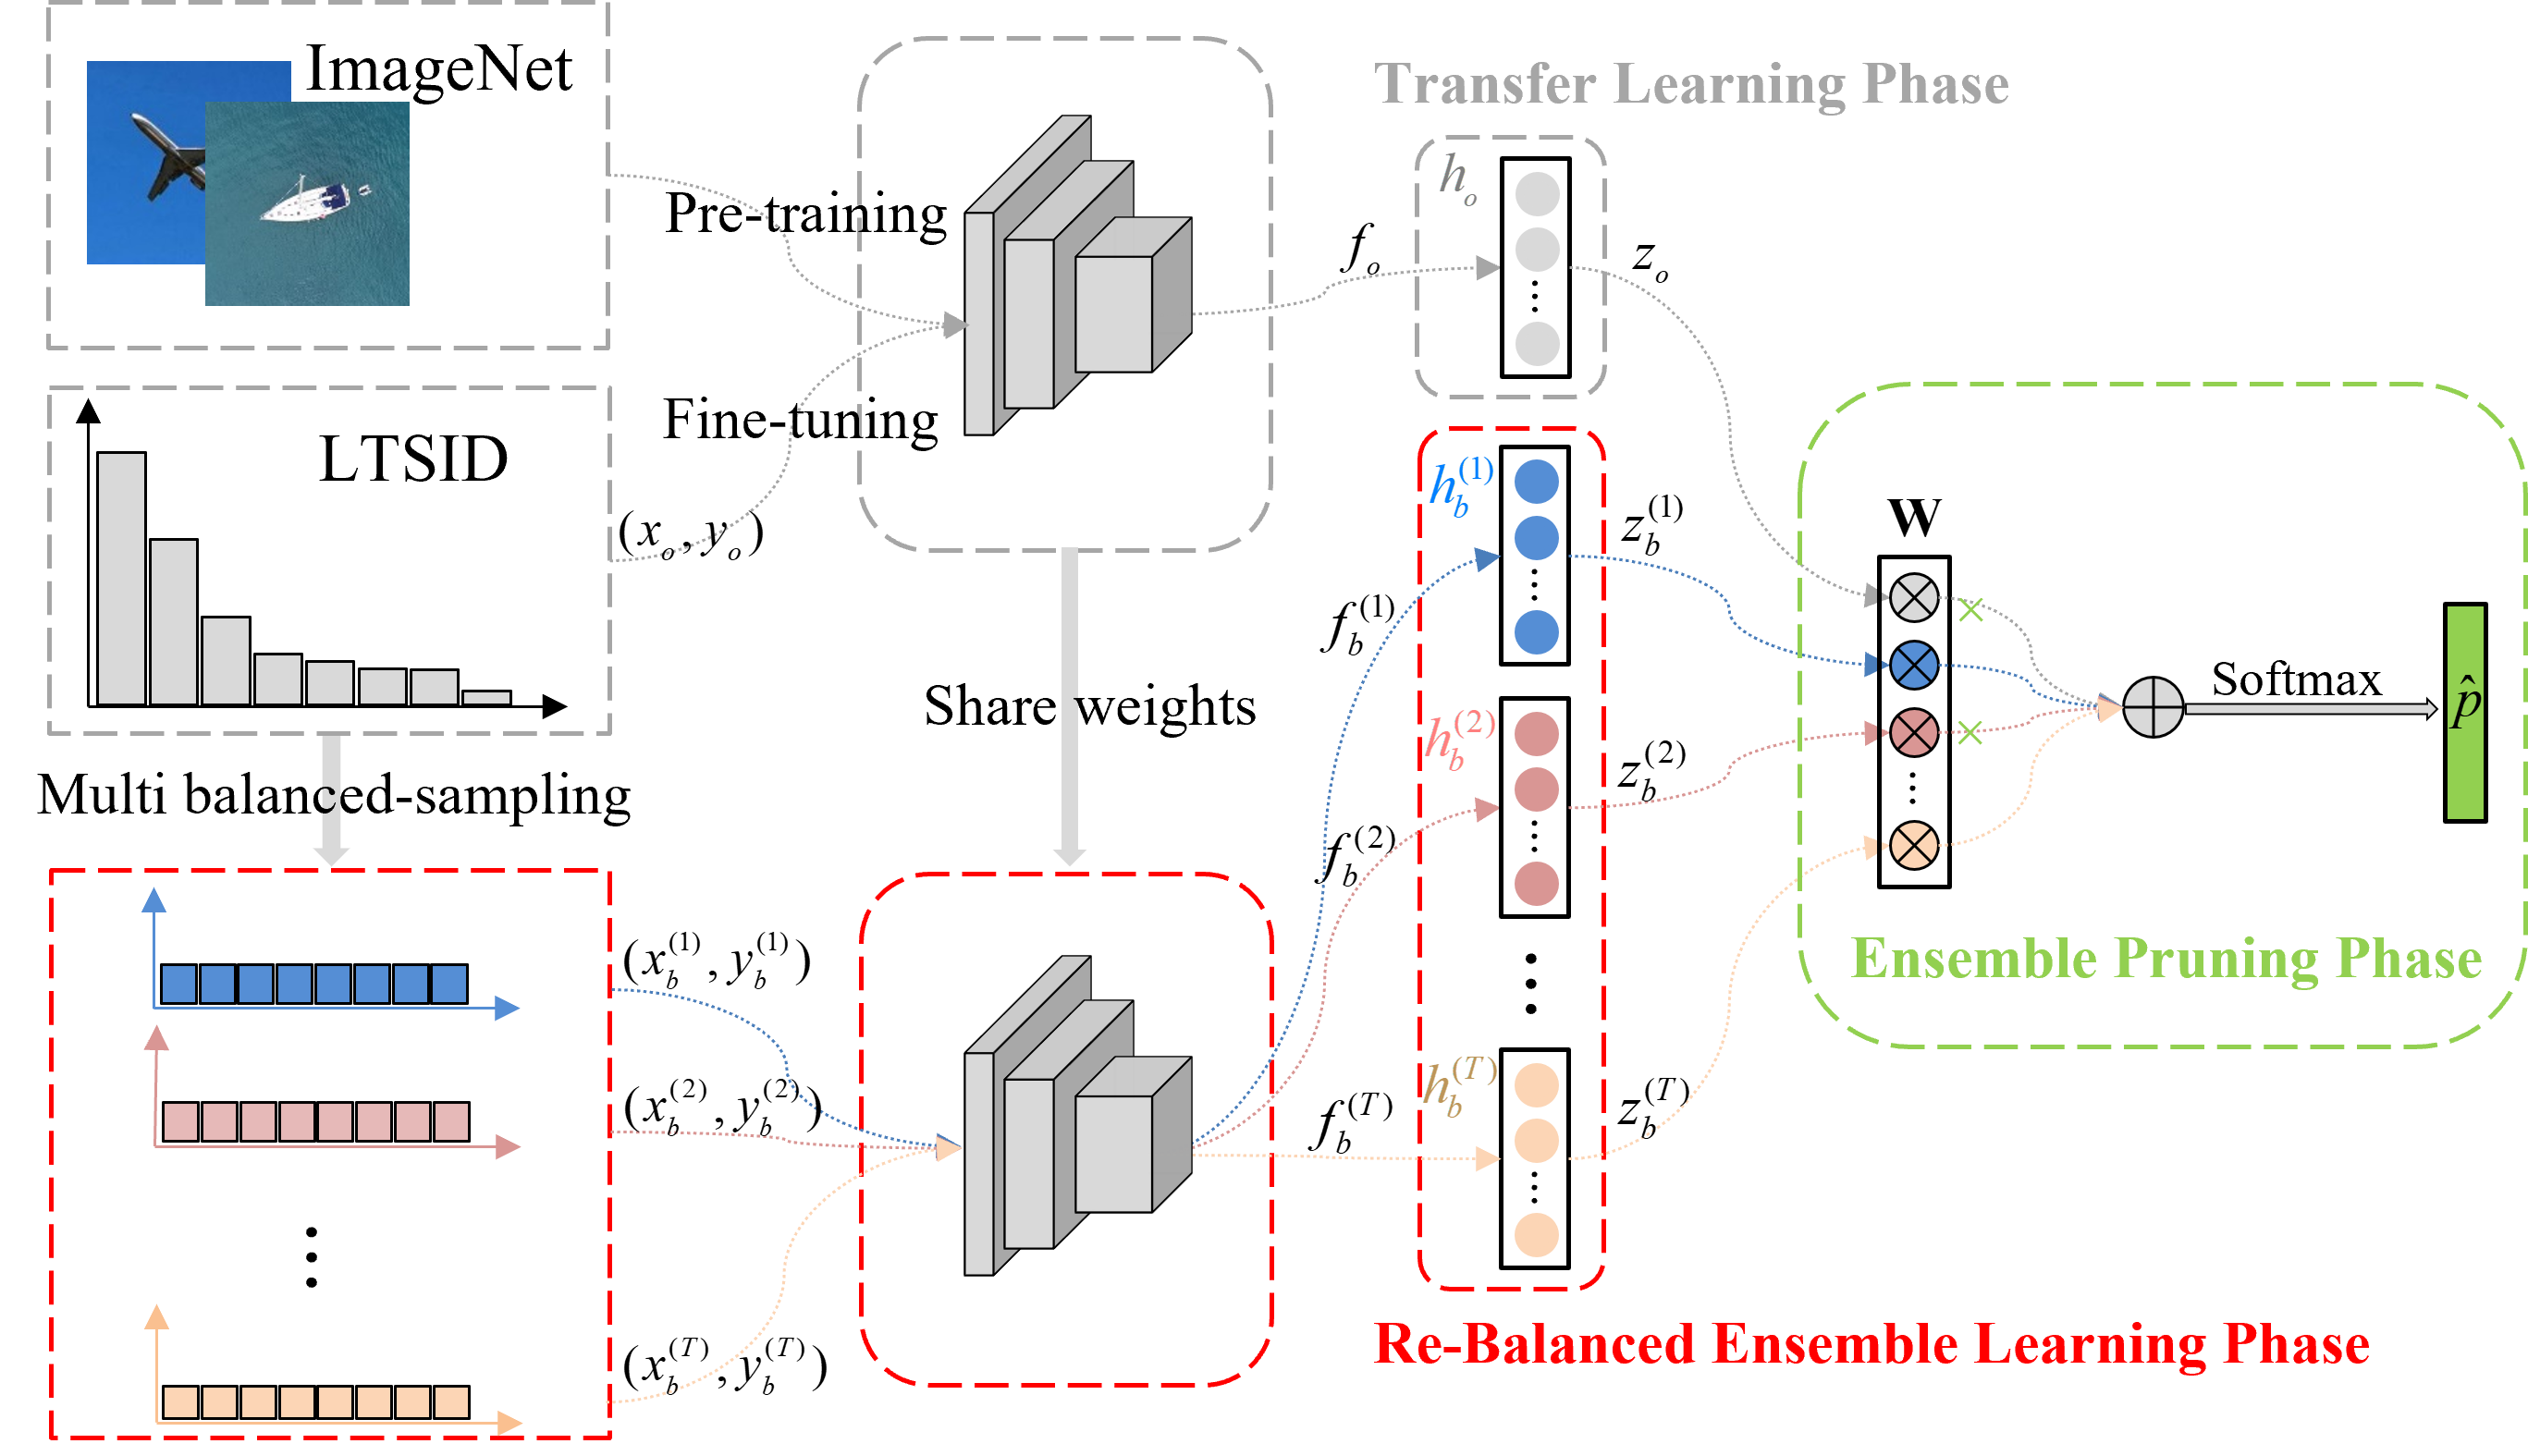 ImageNet
Transfer Learning Phase
Pre-training
Fine-tuning
h_o
f_o
z_o
LTSID
(x_o, y_o)
h_b^{(1)}
z_b^{(1)}
f_b^{(1)}
W
Share weights
h_b^{(2)}
z_b^{(2)}
f_b^{(2)}
Softmax
p̂
Multi balanced-sampling
Ensemble Pruning Phase
(x_b^{(1)}, y_b^{(1)})
(x_b^{(2)}, y_b^{(2)})
f_b^{(T)}
h_b^{(T)}
z_b^{(T)}
(x_b^{(T)}, y_b^{(T)})
Re-Balanced Ensemble Learning Phase